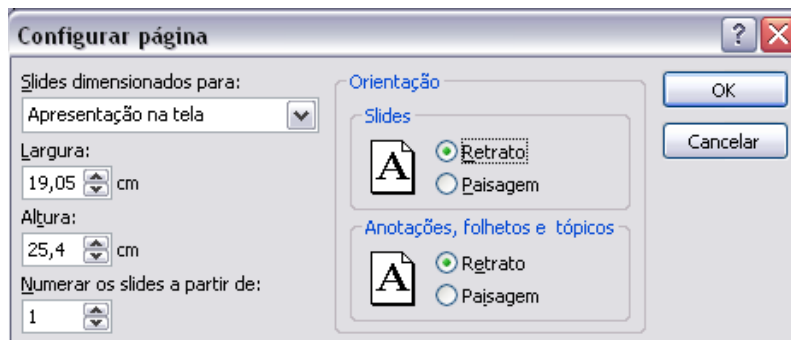 Configurar página
Slides dimensionados para:
Apresentação na tela
Largura:
19,05 cm
Altura:
25,4 cm
Numerar os slides a partir de:
1
Orientação
Slides
A
Retrato
Paisagem
Anotações, folhetos e tópicos
A
Retrato
Paisagem
OK
Cancelar